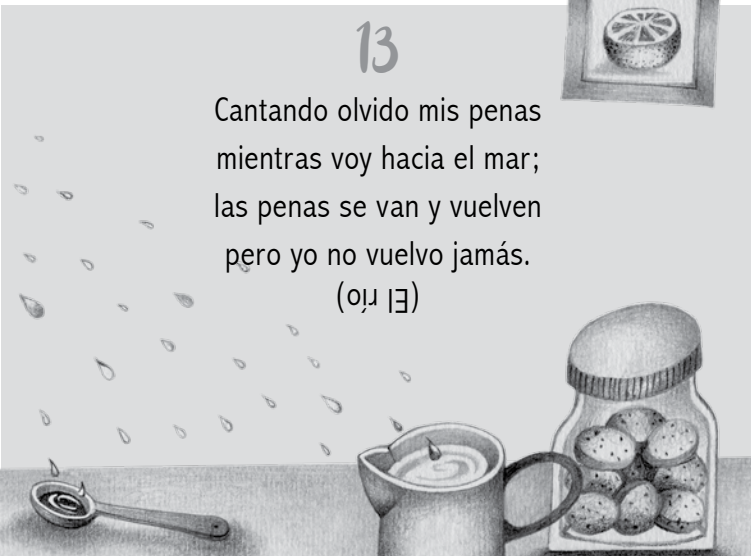 13
Cantando olvido mis penas
mientras voy hacia el mar;
las penas se van y vuelven
pero yo no vuelvo jamás.
(El río)